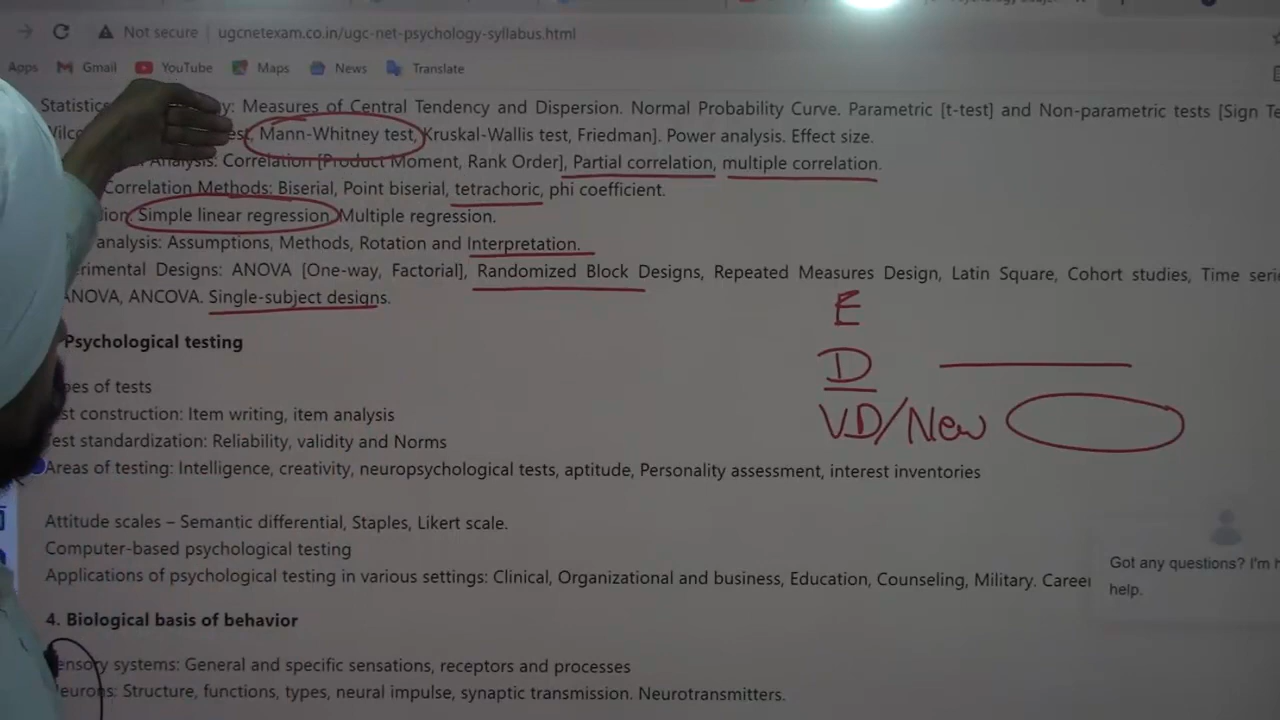 Not secure ugcnetexam.co.in/ugc-net-psychology-syllabus.html
Apps Gmail YouTube Maps News Translate
Statistics y: Measures of Central Tendency and Dispersion. Normal Probability Curve. Parametric [t-test] and Non-parametric tests [Sign
est, Mann-Whitney test, Kruskal-Wallis test, Friedman]. Power analysis. Effect size.
Analysis: Correlation [Product Moment, Rank Order], Partial correlation, multiple correlation.
Correlation Methods: Biserial, Point biserial, tetrachoric, phi coefficient.
Simple linear regression, Multiple regression.
analysis: Assumptions, Methods, Rotation and Interpretation.
Designs: ANOVA [One-way, Factorial], Randomized Block Designs, Repeated Measures Design, Latin Square, Cohort studies, Time
ANOVA, ANCOVA. Single-subject designs.
E
Psychological testing
D
of tests
VD/New
construction: Item writing, item analysis
Test standardization: Reliability, validity and Norms
Areas of testing: Intelligence, creativity, neuropsychological tests, aptitude, Personality assessment, interest inventories
Attitude scales – Semantic differential, Staples, Likert scale.
Computer-based psychological testing
Applications of psychological testing in various settings: Clinical, Organizational and business, Education, Counseling, Military. Career
Got any questions? I'm
help.
4. Biological basis of behavior
Sensory systems: General and specific sensations, receptors and processes
Neurons: Structure, functions, types, neural impulse, synaptic transmission. Neurotransmitters.